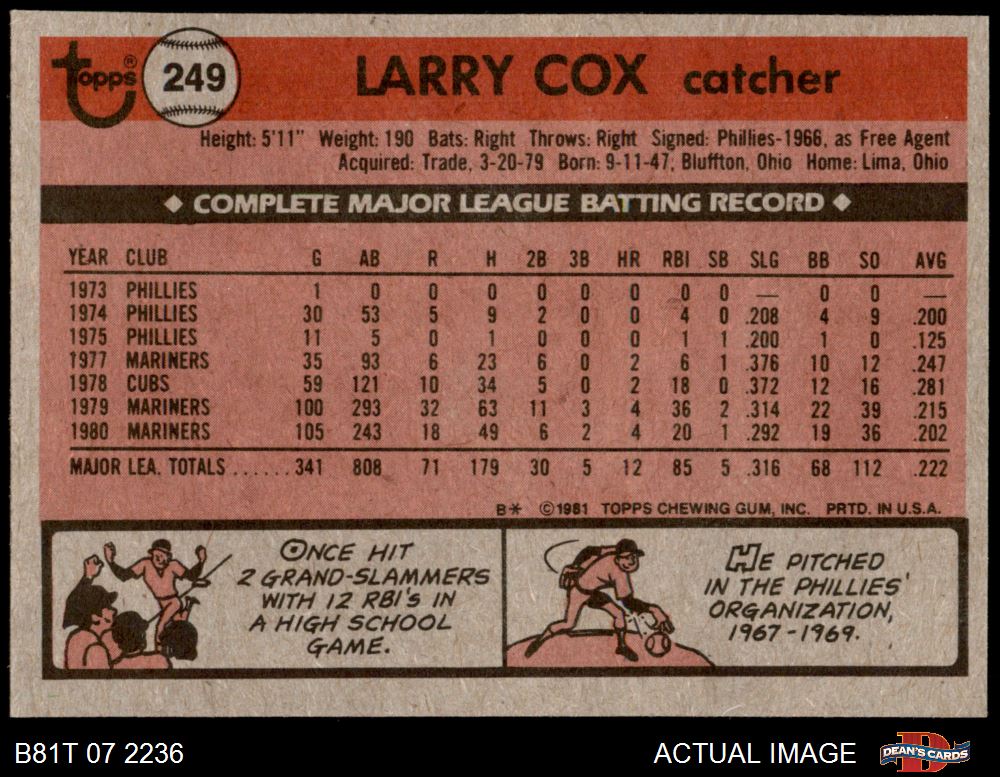 Topps®
249
LARRY COX catcher
Height: 5'11" Weight: 190 Bats: Right Throws: Right Signed: Phillies-1966, as Free Agent
Acquired: Trade, 3-20-79 Born: 9-11-47, Bluffton, Ohio Home: Lima, Ohio
◆ COMPLETE MAJOR LEAGUE BATTING RECORD ◆
YEAR CLUB G AB R H 2B 3B HR RBI SB SLG BB SO AVG
1973 PHILLIES 1 0 0 0 0 0 0 0 0 — 0 0 —
1974 PHILLIES 30 53 5 9 2 0 0 4 0 .208 4 9 .200
1975 PHILLIES 11 5 0 1 0 0 0 1 1 .200 1 0 .125
1977 MARINERS 35 93 6 23 6 0 2 6 1 .376 10 12 .247
1978 CUBS 59 121 10 34 5 0 2 18 0 .372 12 16 .281
1979 MARINERS 100 293 32 63 11 3 4 36 2 .314 22 39 .215
1980 MARINERS 105 243 18 49 6 2 4 20 1 .292 19 36 .202
MAJOR LEA. TOTALS ......341 808 71 179 30 5 12 85 5 .316 68 112 .222
B* ©1981 TOPPS CHEWING GUM, INC. PRTD. IN U.S.A.
ONCE HIT
2 GRAND-SLAMMERS
WITH 12 RBI'S IN
A HIGH SCHOOL
GAME.
HE PITCHED
IN THE PHILLIES'
ORGANIZATION,
1967-1969.
B81T 07 2236
ACTUAL IMAGE
DEAN'S CARDS